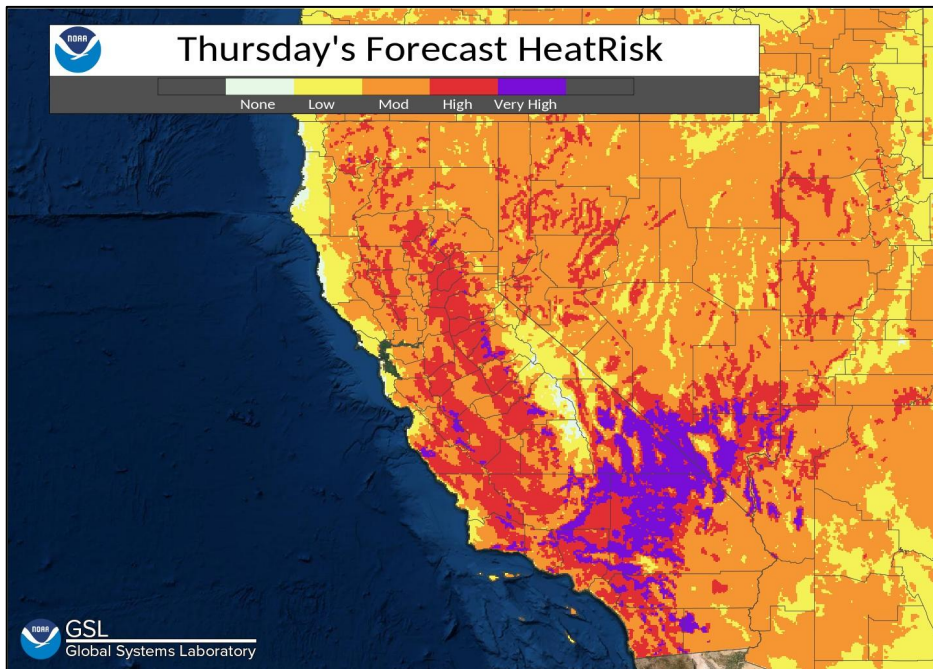 NOAA
Thursday's Forecast HeatRisk
None Low Mod High Very High
NOAA
GSL
Global Systems Laboratory